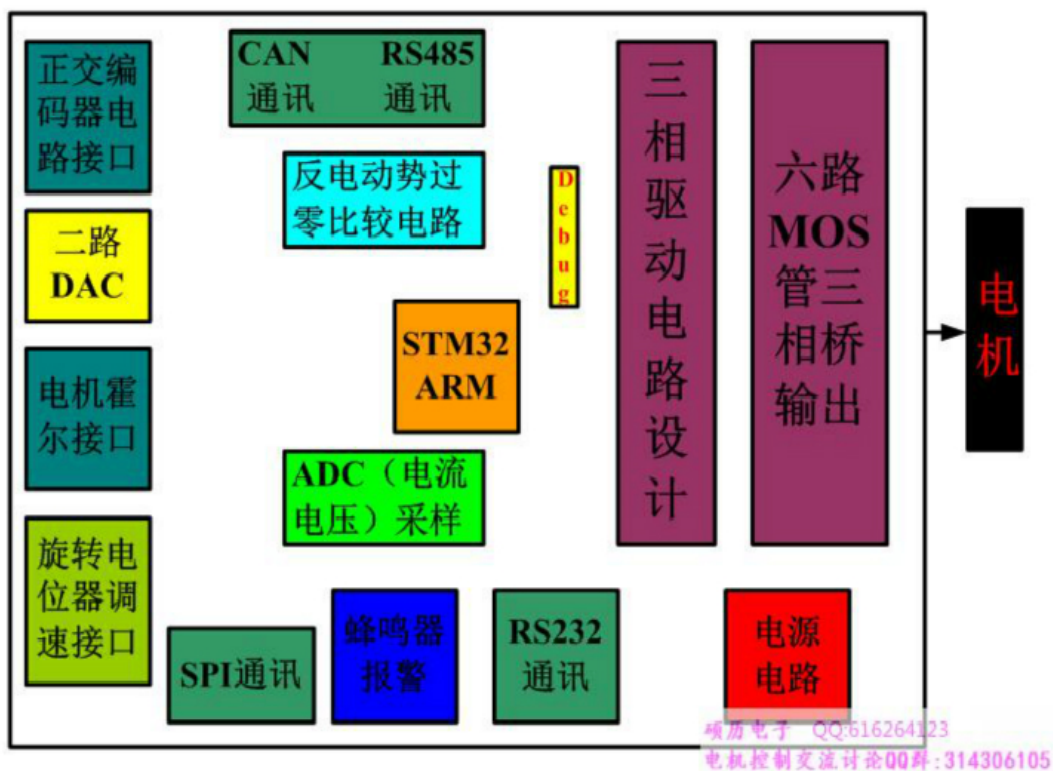 正交编
码器电
路接口
CAN RS485
通讯 通讯
反电动势过
零比较电路
二路
DAC
Debug
STM32
ARM
电机霍
尔接口
ADC（电流
电压）采样
旋转电
位器调
速接口
SPI通讯
蜂鸣器
报警
RS232
通讯
三相驱动电路设计
六路
MOS
管三
相桥
输出
电源
电路
电机
硕历电子 QQ:616264123
电机控制交流讨论QQ群:314306105